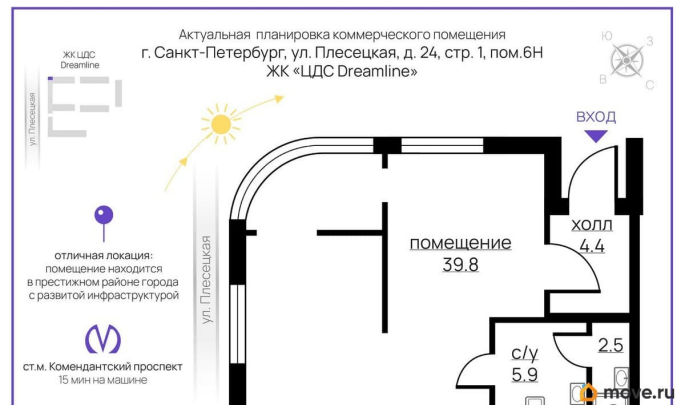 Актуальная планировка коммерческого помещения
г. Санкт-Петербург, ул. Плесецкая, д. 24, стр. 1, пом.6Н
ЖК «ЦДС Dreamline»
ЖК ЦДС
Dreamline
ул. Плесецкая
Ю
З
В
С
ВХОД
отличная локация:
помещение находится
в престижном районе города
с развитой инфраструктурой
ст.м. Комендантский проспект
15 мин на машине
ул. Плесецкая
помещение
39.8
холл
4.4
с/у
5.9
2.5
move.ru